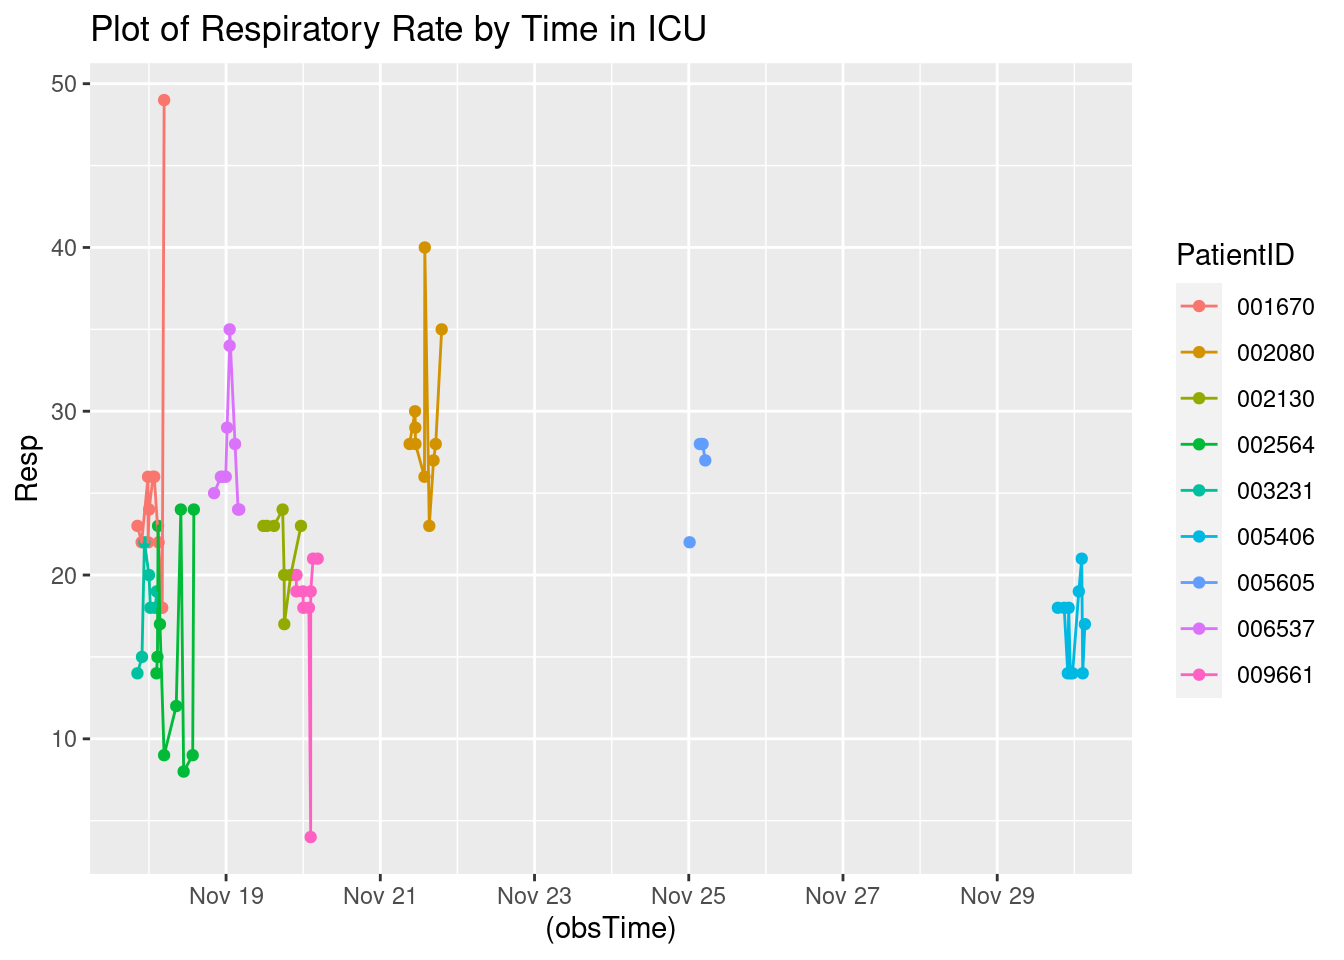 Plot of Respiratory Rate by Time in ICU
50
40
30
20
10
Resp
Nov 19
Nov 21
Nov 23
Nov 25
Nov 27
Nov 29
(obsTime)
PatientID
001670
002080
002130
002564
003231
005406
005605
006537
009661